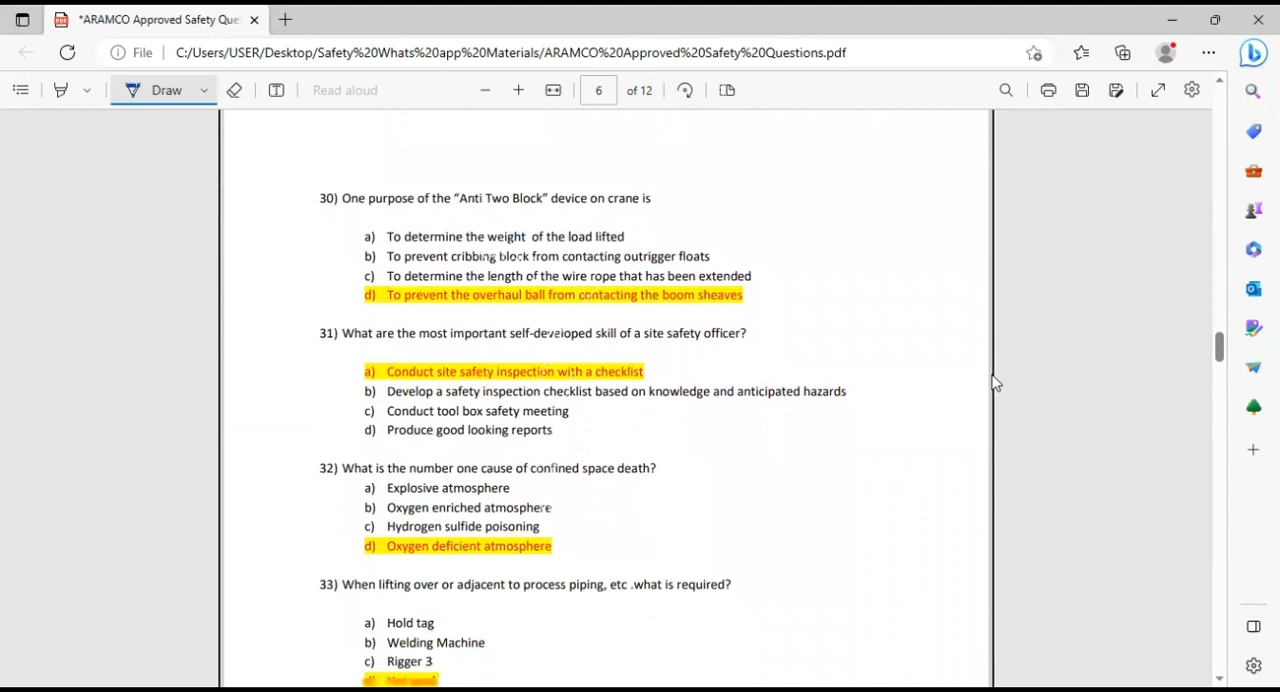 *ARAMCO Approved Safety Que
File
C:/Users/USER/Desktop/Safety%20Whats%20app%20Materials/ARAMCO%20Approved%20Safety%20Questions.pdf
Draw
Read aloud
6 of 12
30) One purpose of the “Anti Two Block” device on crane is
a) To determine the weight of the load lifted
b) To prevent cribbing block from contacting outrigger floats
c) To determine the length of the wire rope that has been extended
d) To prevent the overhaul ball from contacting the boom sheaves
31) What are the most important self-developed skill of a site safety officer?
a) Conduct site safety inspection with a checklist
b) Develop a safety inspection checklist based on knowledge and anticipated hazards
c) Conduct tool box safety meeting
d) Produce good looking reports
32) What is the number one cause of confined space death?
a) Explosive atmosphere
b) Oxygen enriched atmosphere
c) Hydrogen sulfide poisoning
d) Oxygen deficient atmosphere
33) When lifting over or adjacent to process piping, etc .what is required?
a) Hold tag
b) Welding Machine
c) Rigger 3
d)